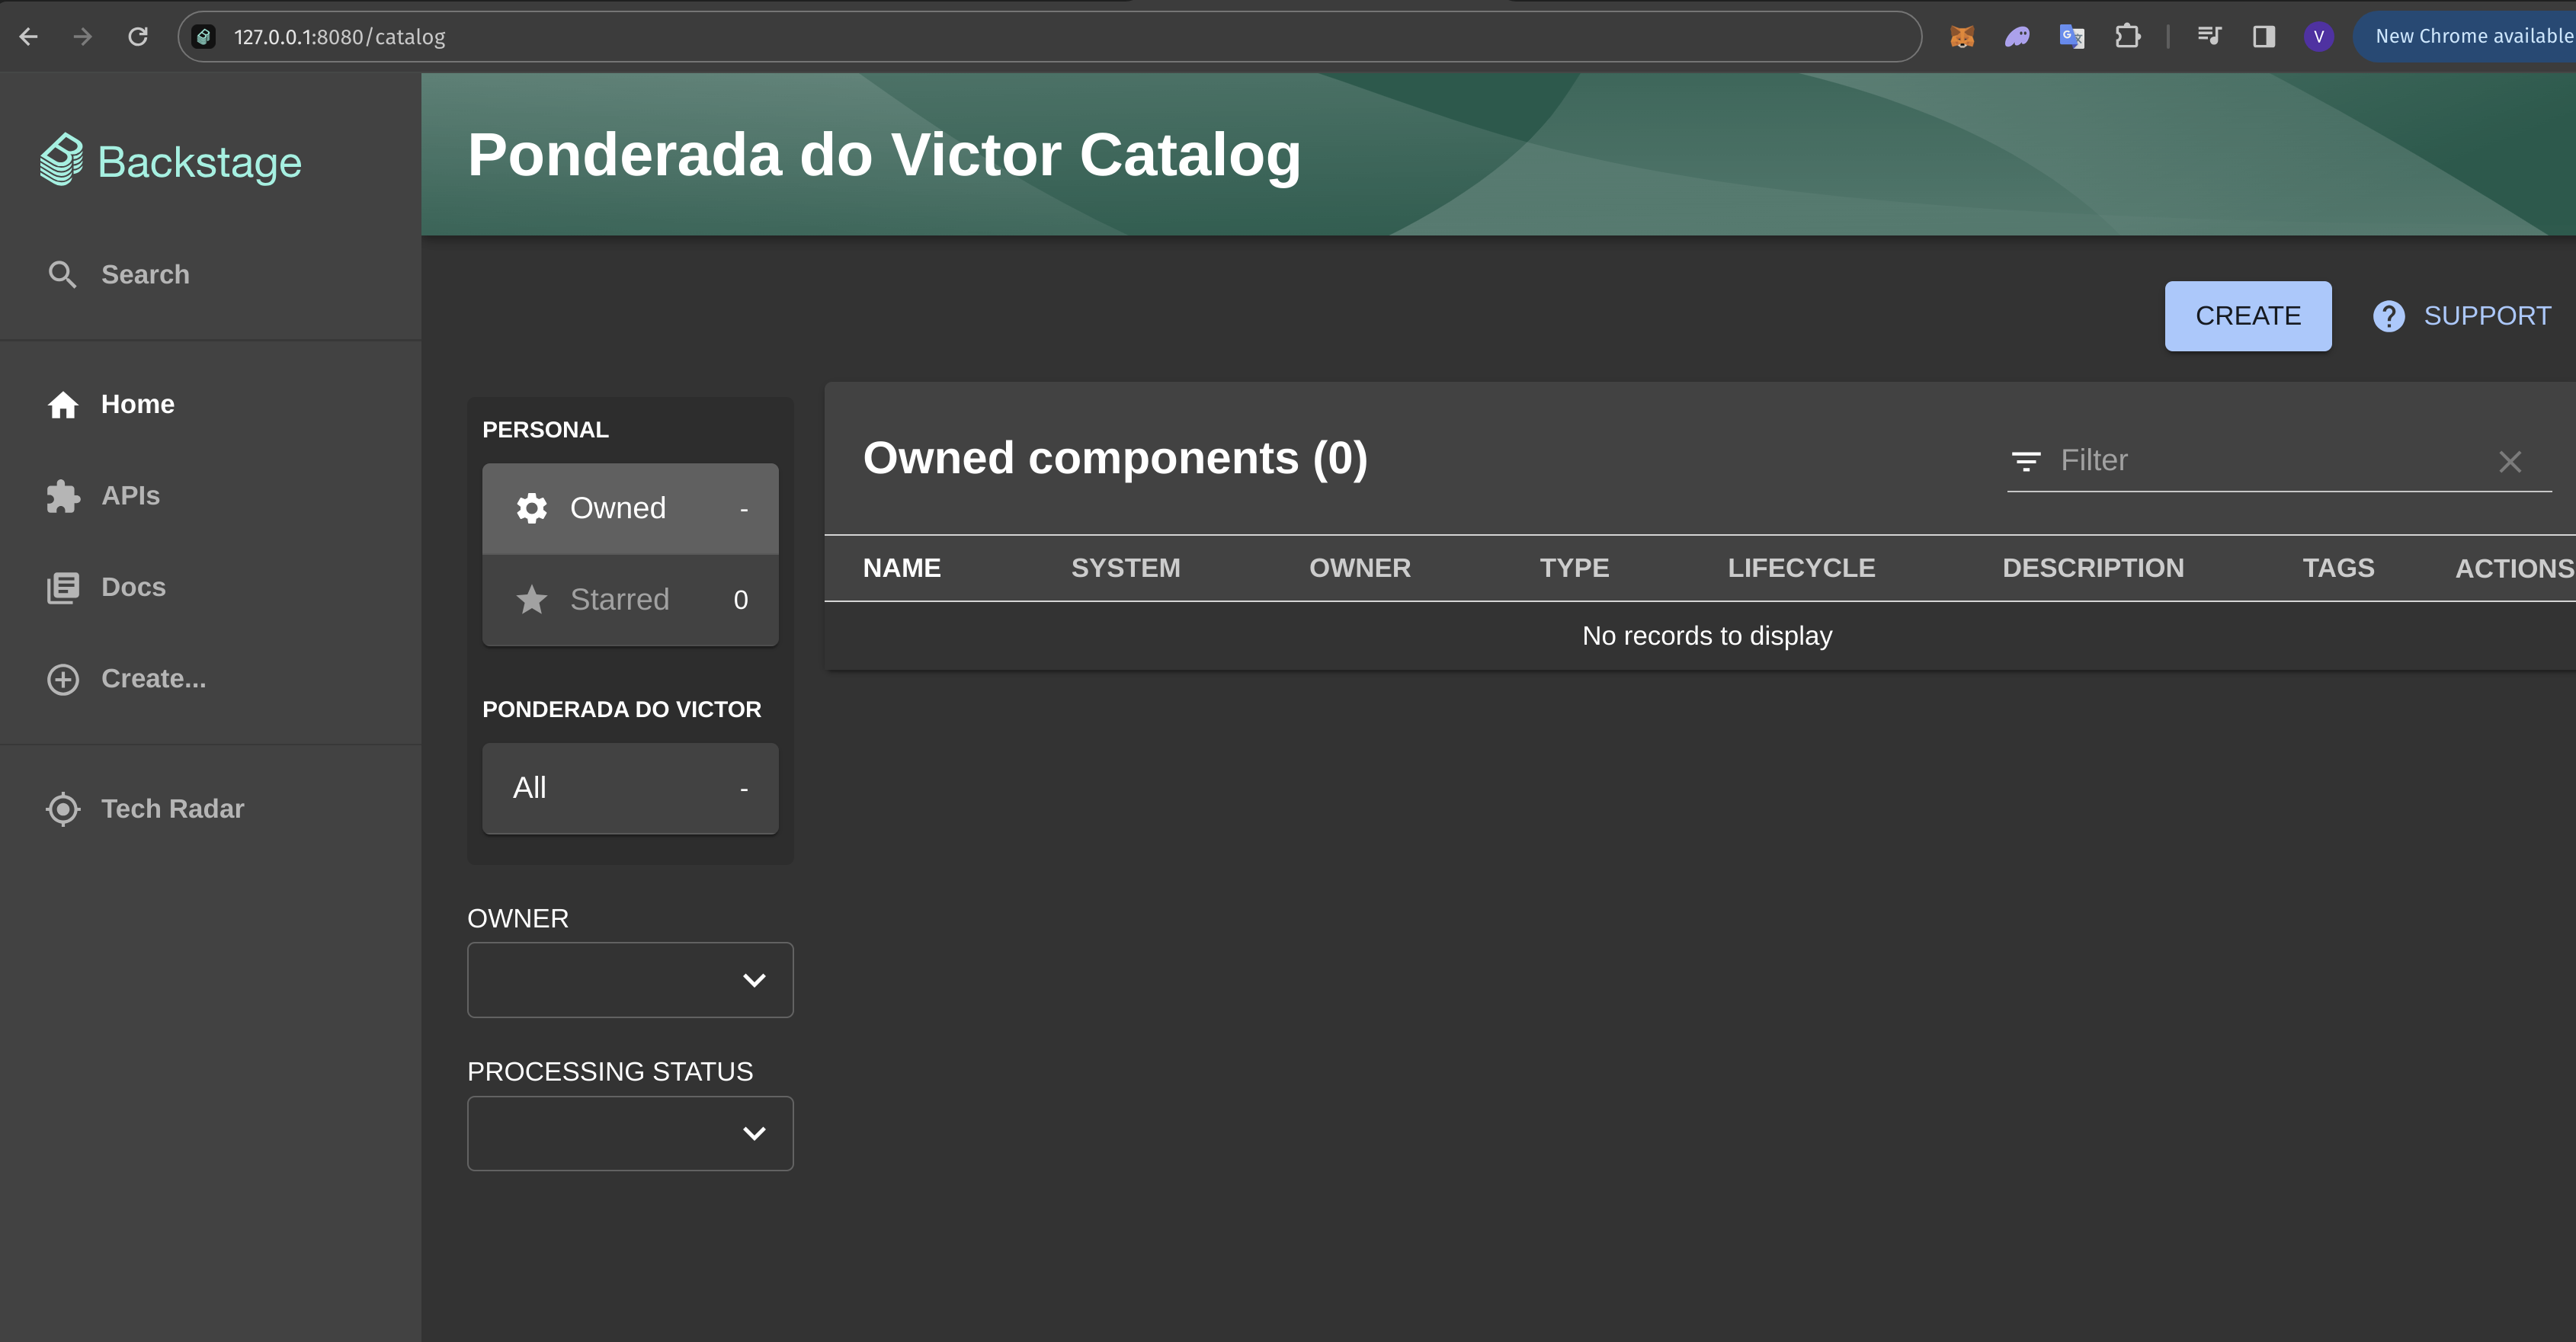 127.0.0.1:8080/catalog
V
New Chrome available
Backstage
Ponderada do Victor Catalog
Search
Home
APIs
Docs
Create...
Tech Radar
CREATE
SUPPORT
PERSONAL
Owned -
Starred 0
PONDERADA DO VICTOR
All -
OWNER
PROCESSING STATUS
Owned components (0)
Filter
NAME SYSTEM OWNER TYPE LIFECYCLE DESCRIPTION TAGS ACTIONS
No records to display